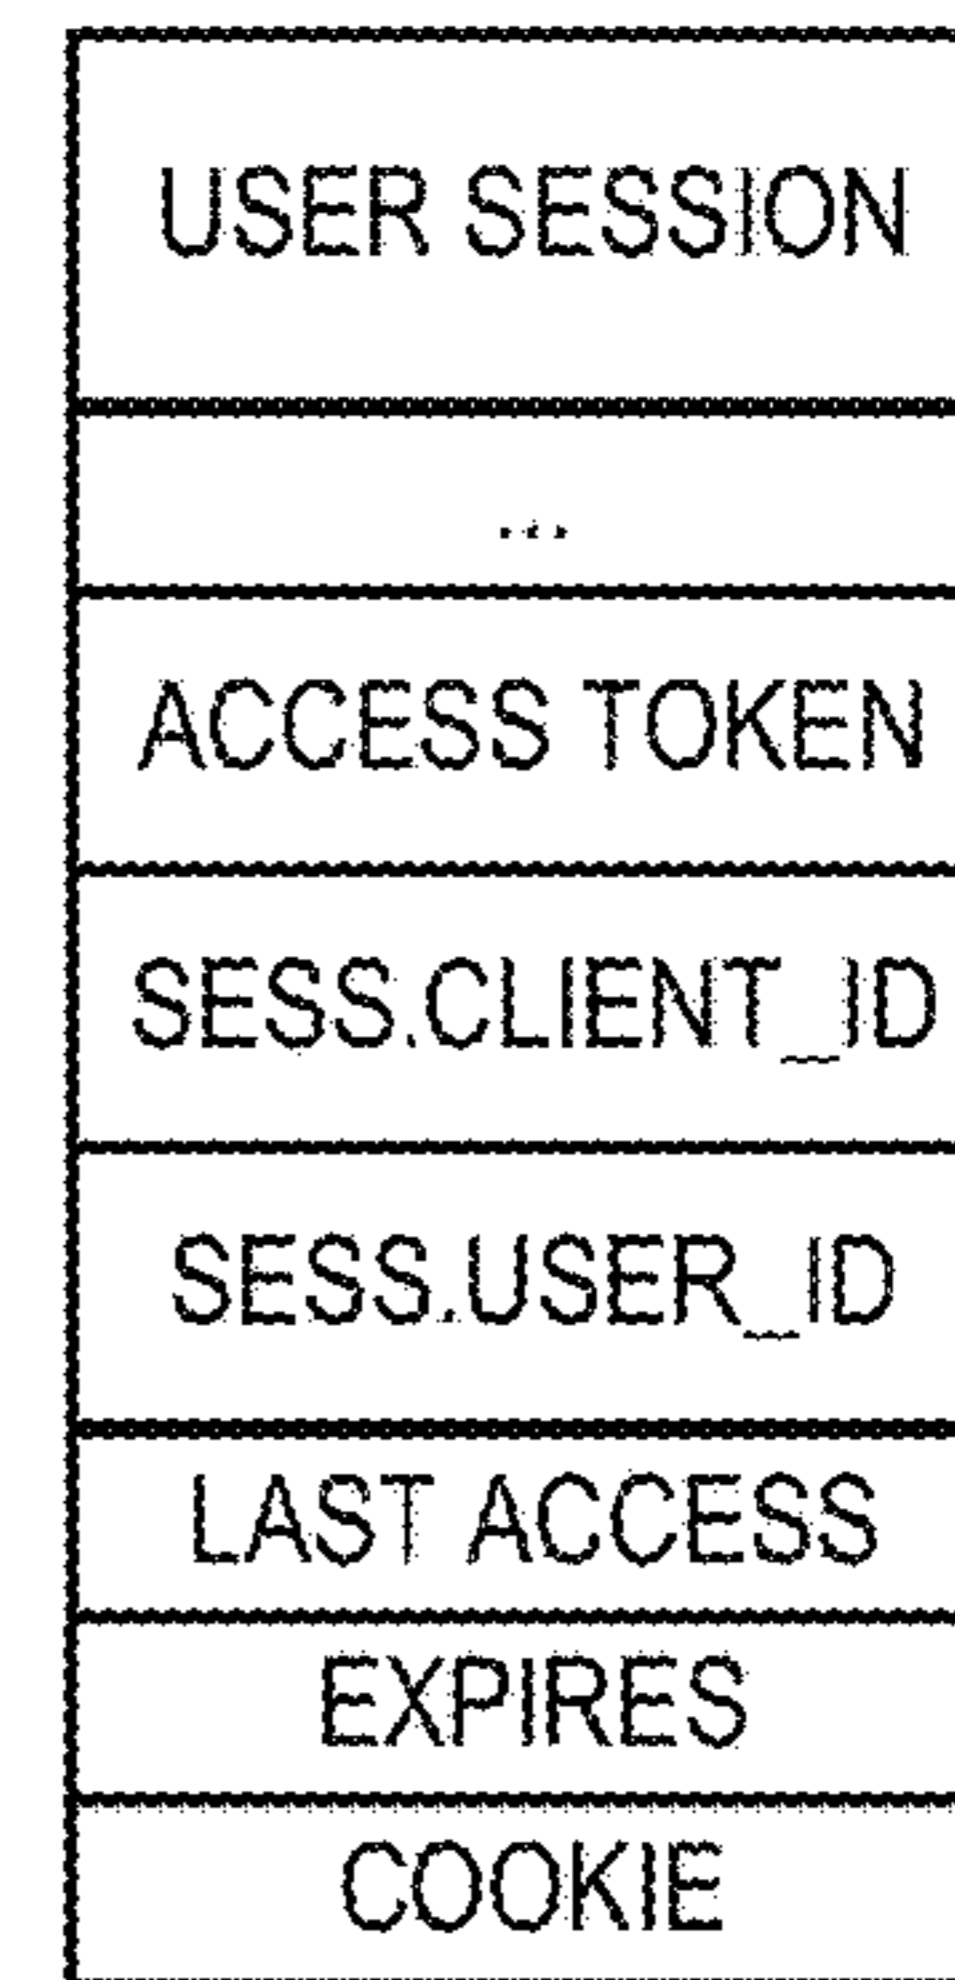 USER SESSION
...
ACCESS TOKEN
SESS.CLIENT_ID
SESS.USER_ID
LAST ACCESS
EXPIRES
COOKIE